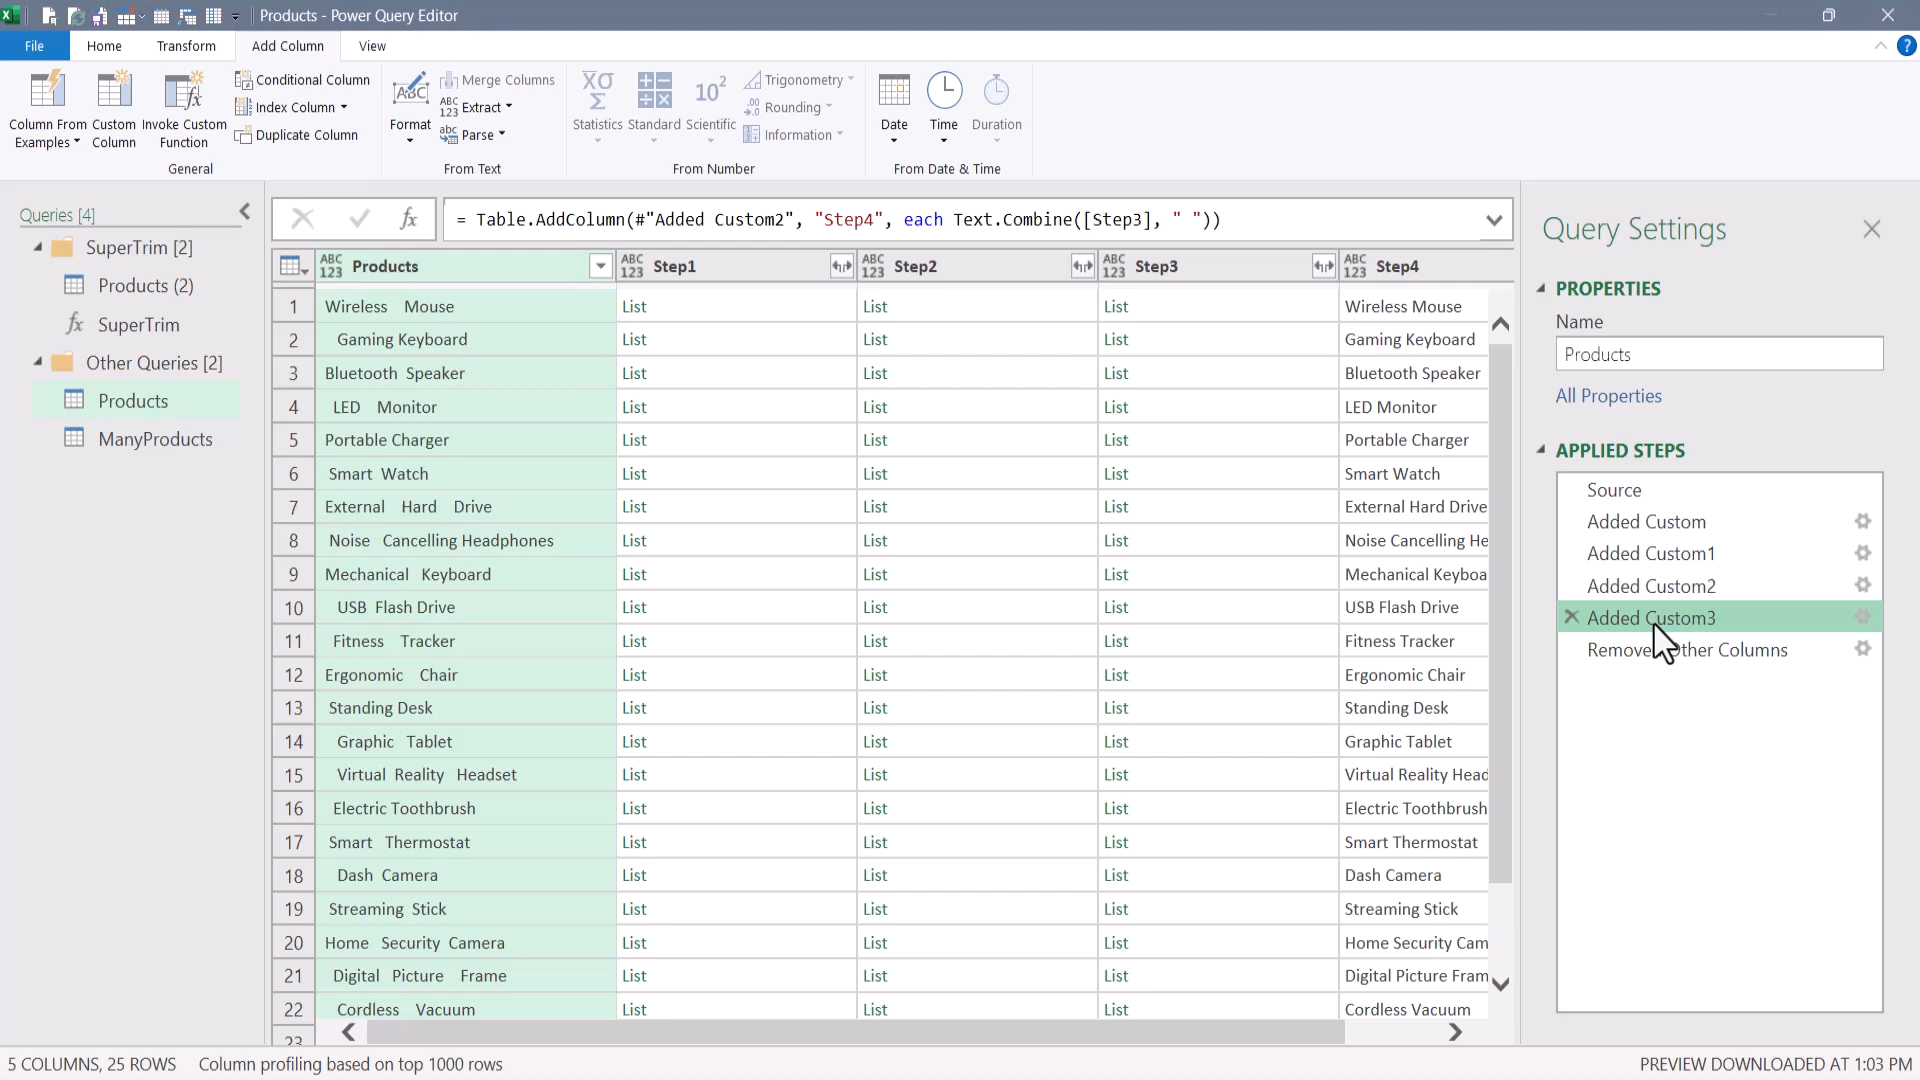 Products - Power Query Editor
File Home Transform Add Column View
Column From Examples
Custom Column
Invoke Custom Function
Conditional Column
Index Column
Duplicate Column
General
Format
Merge Columns
Extract
Parse
From Text
Statistics
Standard
Scientific
Trigonometry
Rounding
Information
From Number
Date
Time
Duration
From Date & Time
Queries [4]
SuperTrim [2]
Products (2)
SuperTrim
Other Queries [2]
Products
ManyProducts
= Table.AddColumn(#"Added Custom2", "Step4", each Text.Combine([Step3], " "))
ABC 123 Products ABC 123 Step1 ABC 123 Step2 ABC 123 Step3 ABC 123 Step4
1 Wireless Mouse List List List Wireless Mouse
2 Gaming Keyboard List List List Gaming Keyboard
3 Bluetooth Speaker List List List Bluetooth Speaker
4 LED Monitor List List List LED Monitor
5 Portable Charger List List List Portable Charger
6 Smart Watch List List List Smart Watch
7 External Hard Drive List List List External Hard Drive
8 Noise Cancelling Headphones List List List Noise Cancelling He
9 Mechanical Keyboard List List List Mechanical Keyboa
10 USB Flash Drive List List List USB Flash Drive
11 Fitness Tracker List List List Fitness Tracker
12 Ergonomic Chair List List List Ergonomic Chair
13 Standing Desk List List List Standing Desk
14 Graphic Tablet List List List Graphic Tablet
15 Virtual Reality Headset List List List Virtual Reality Head
16 Electric Toothbrush List List List Electric Toothbrush
17 Smart Thermostat List List List Smart Thermostat
18 Dash Camera List List List Dash Camera
19 Streaming Stick List List List Streaming Stick
20 Home Security Camera List List List Home Security Cam
21 Digital Picture Frame List List List Digital Picture Fram
22 Cordless Vacuum List List List Cordless Vacuum
23
Query Settings
PROPERTIES
Name
Products
All Properties
APPLIED STEPS
Source
Added Custom
Added Custom1
Added Custom2
Added Custom3
Remove Other Columns
5 COLUMNS, 25 ROWS Column profiling based on top 1000 rows PREVIEW DOWNLOADED AT 1:03 PM